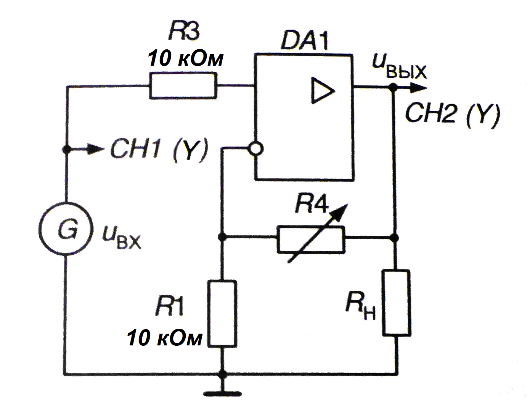 R3
10 кОм
DA1
uВЫХ
CH1 (Y)
CH2 (Y)
R4
G
uВХ
R1
10 кОм
RН